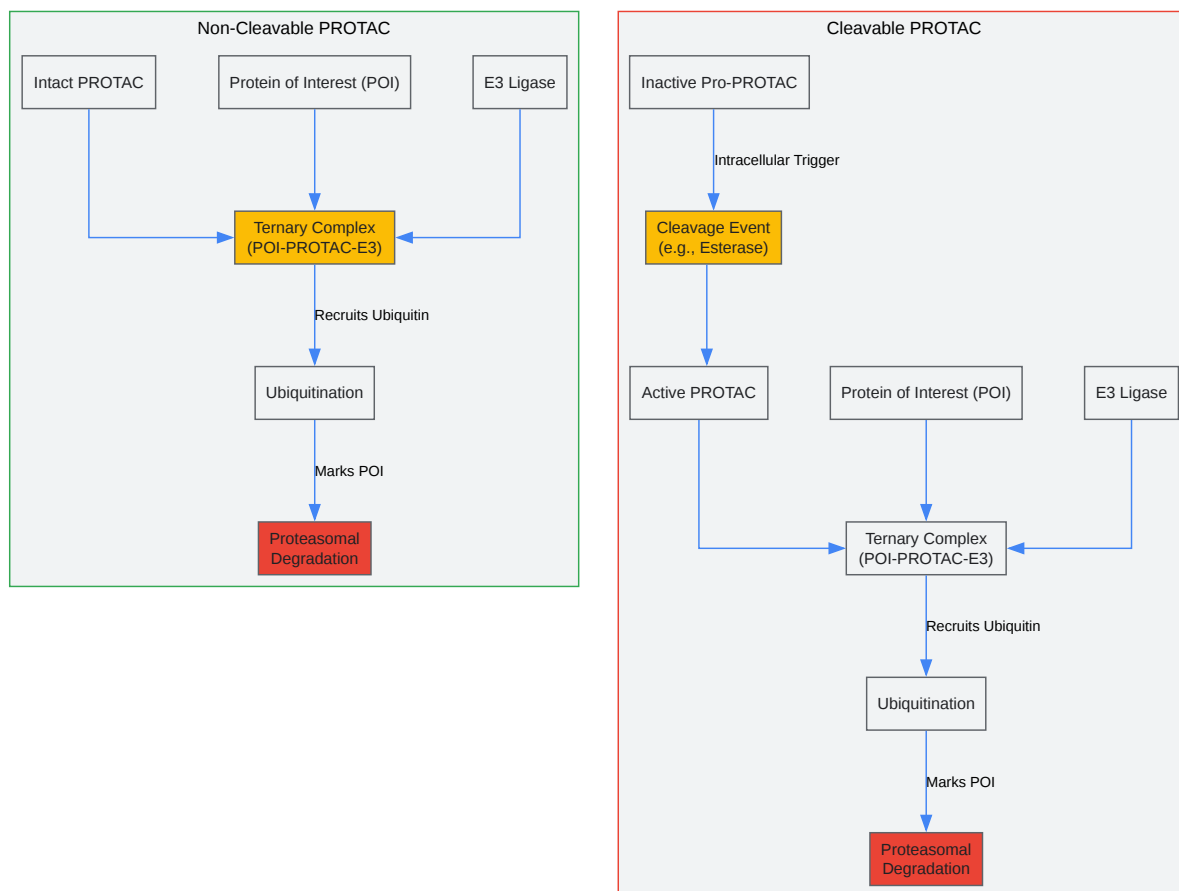 Non-Cleavable PROTAC
Intact PROTAC
Protein of Interest (POI)
E3 Ligase
Ternary Complex
(POI-PROTAC-E3)
Recruits Ubiquitin
Ubiquitination
Marks POI
Proteasomal
Degradation
Cleavable PROTAC
Inactive Pro-PROTAC
Intracellular Trigger
Cleavage Event
(e.g., Esterase)
Active PROTAC
Protein of Interest (POI)
E3 Ligase
Ternary Complex
(POI-PROTAC-E3)
Recruits Ubiquitin
Ubiquitination
Marks POI
Proteasomal
Degradation